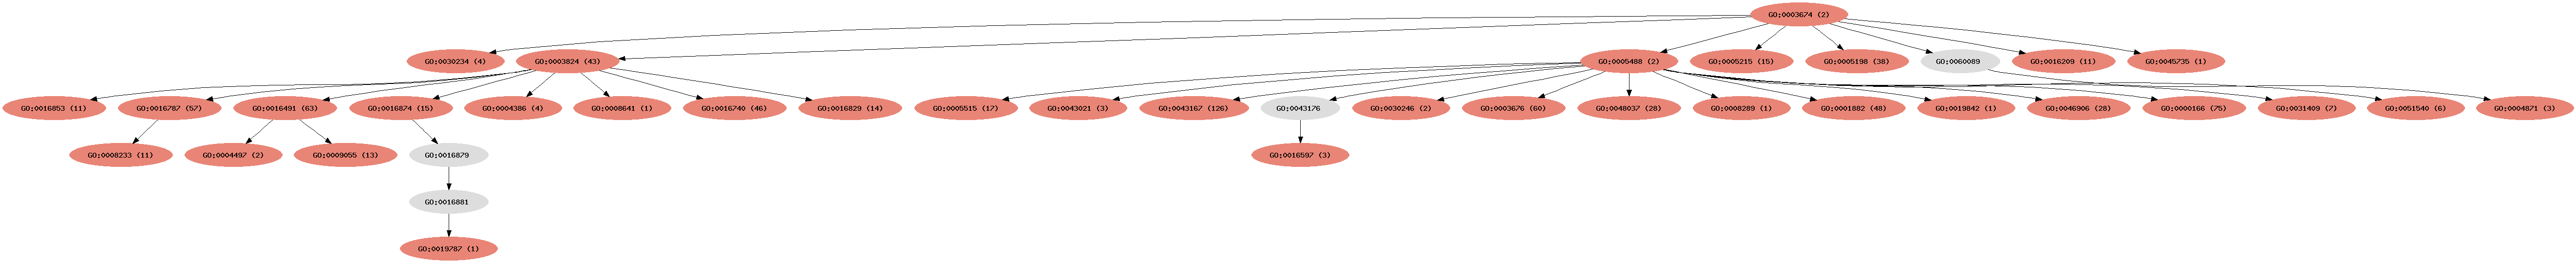 GO:0003674 (2)
GO:0030234 (4)
GO:0003824 (43)
GO:0005488 (2)
GO:0005215 (15)
GO:0005198 (38)
GO:0060089
GO:0016209 (11)
GO:0045735 (1)
GO:0016853 (11)
GO:0016787 (57)
GO:0016491 (63)
GO:0016874 (15)
GO:0004386 (4)
GO:0008641 (1)
GO:0016740 (46)
GO:0016829 (14)
GO:0005515 (17)
GO:0043021 (3)
GO:0043167 (126)
GO:0043176
GO:0030246 (2)
GO:0003676 (60)
GO:0048037 (28)
GO:0008289 (1)
GO:0001882 (48)
GO:0019842 (1)
GO:0046906 (28)
GO:0000166 (75)
GO:0031409 (7)
GO:0051540 (6)
GO:0004871 (3)
GO:0008233 (11)
GO:0004497 (2)
GO:0009055 (13)
GO:0016879
GO:0016597 (3)
GO:0016881
GO:0019787 (1)